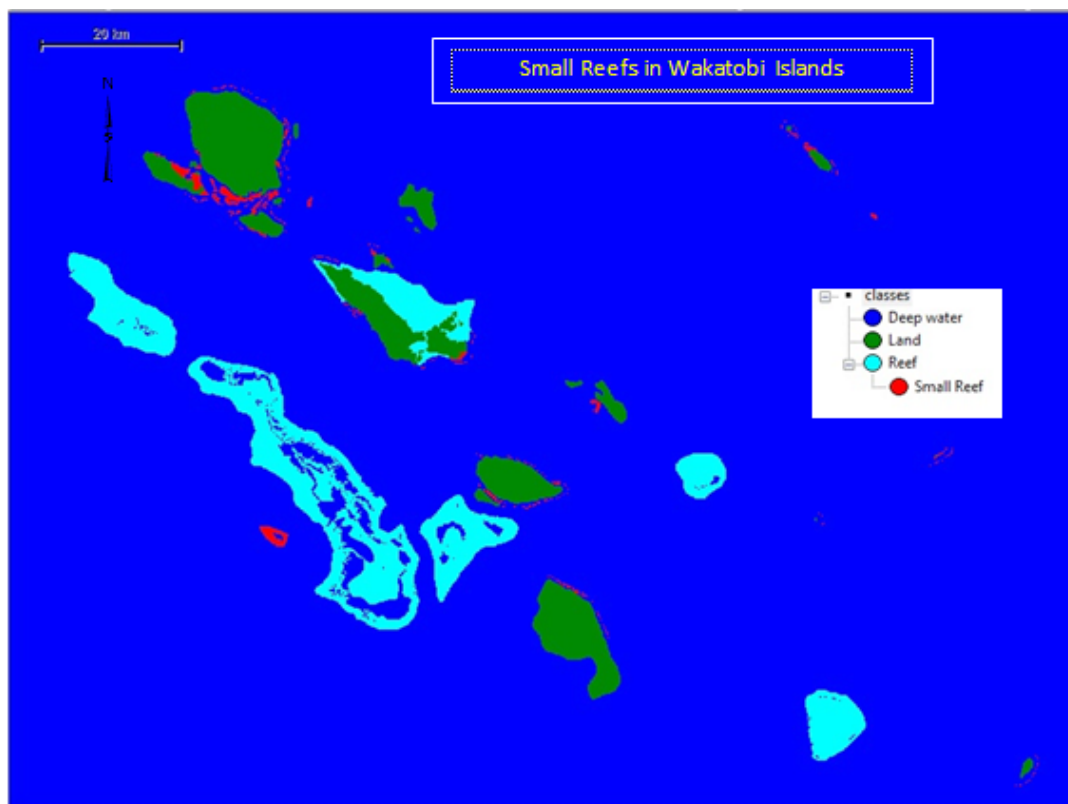 20 km
Small Reefs in Wakatobi Islands
N
S
classes
Deep water
Land
Reef
Small Reef